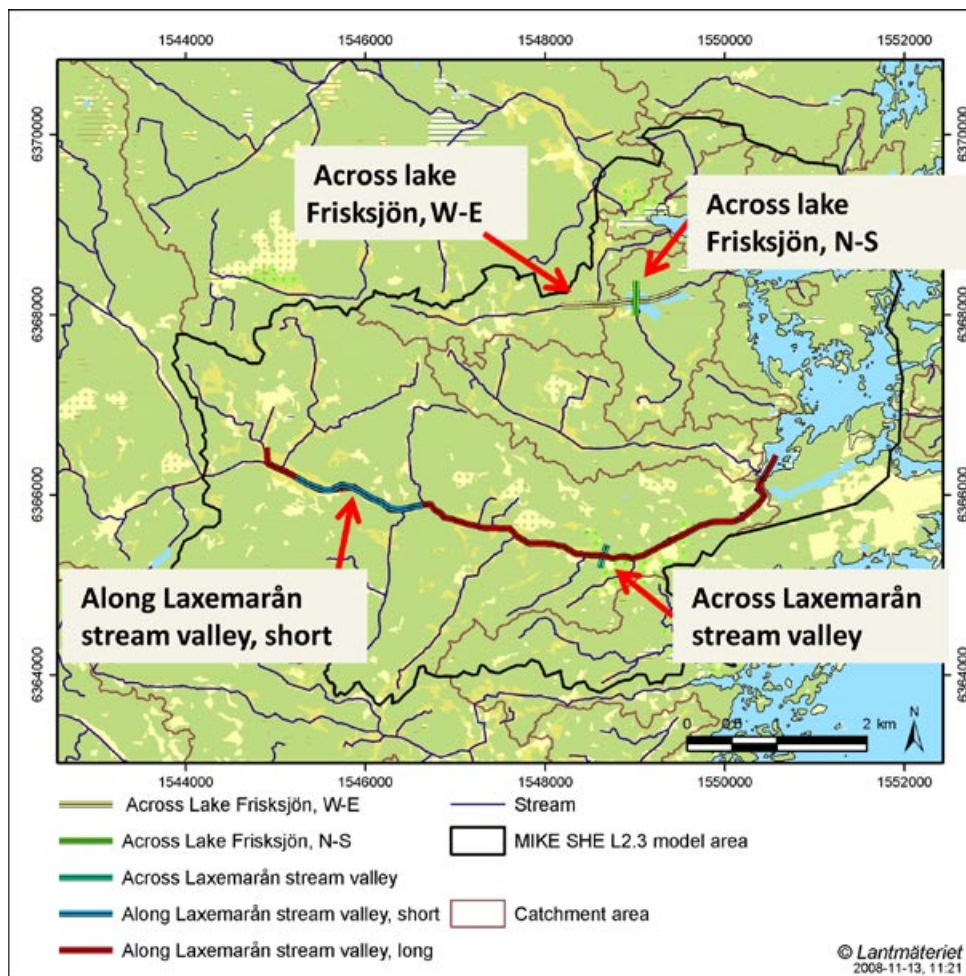 1544000 1546000 1548000 1550000 1552000
6370000 6370000
Across lake
Frisksjön, W-E
Across lake
Frisksjön, N-S
6368000 6368000
6366000 6366000
Along Laxemarån
stream valley, short
Across Laxemarån
stream valley
6364000 6364000
0 0,5 1 2 km
N
1544000 1546000 1548000 1550000 1552000
Across Lake Frisksjön, W-E
Across Lake Frisksjön, N-S
Across Laxemarån stream valley
Along Laxemarån stream valley, short
Along Laxemarån stream valley, long
Stream
MIKE SHE L2.3 model area
Catchment area
© Lantmäteriet
2008-11-13, 11:21